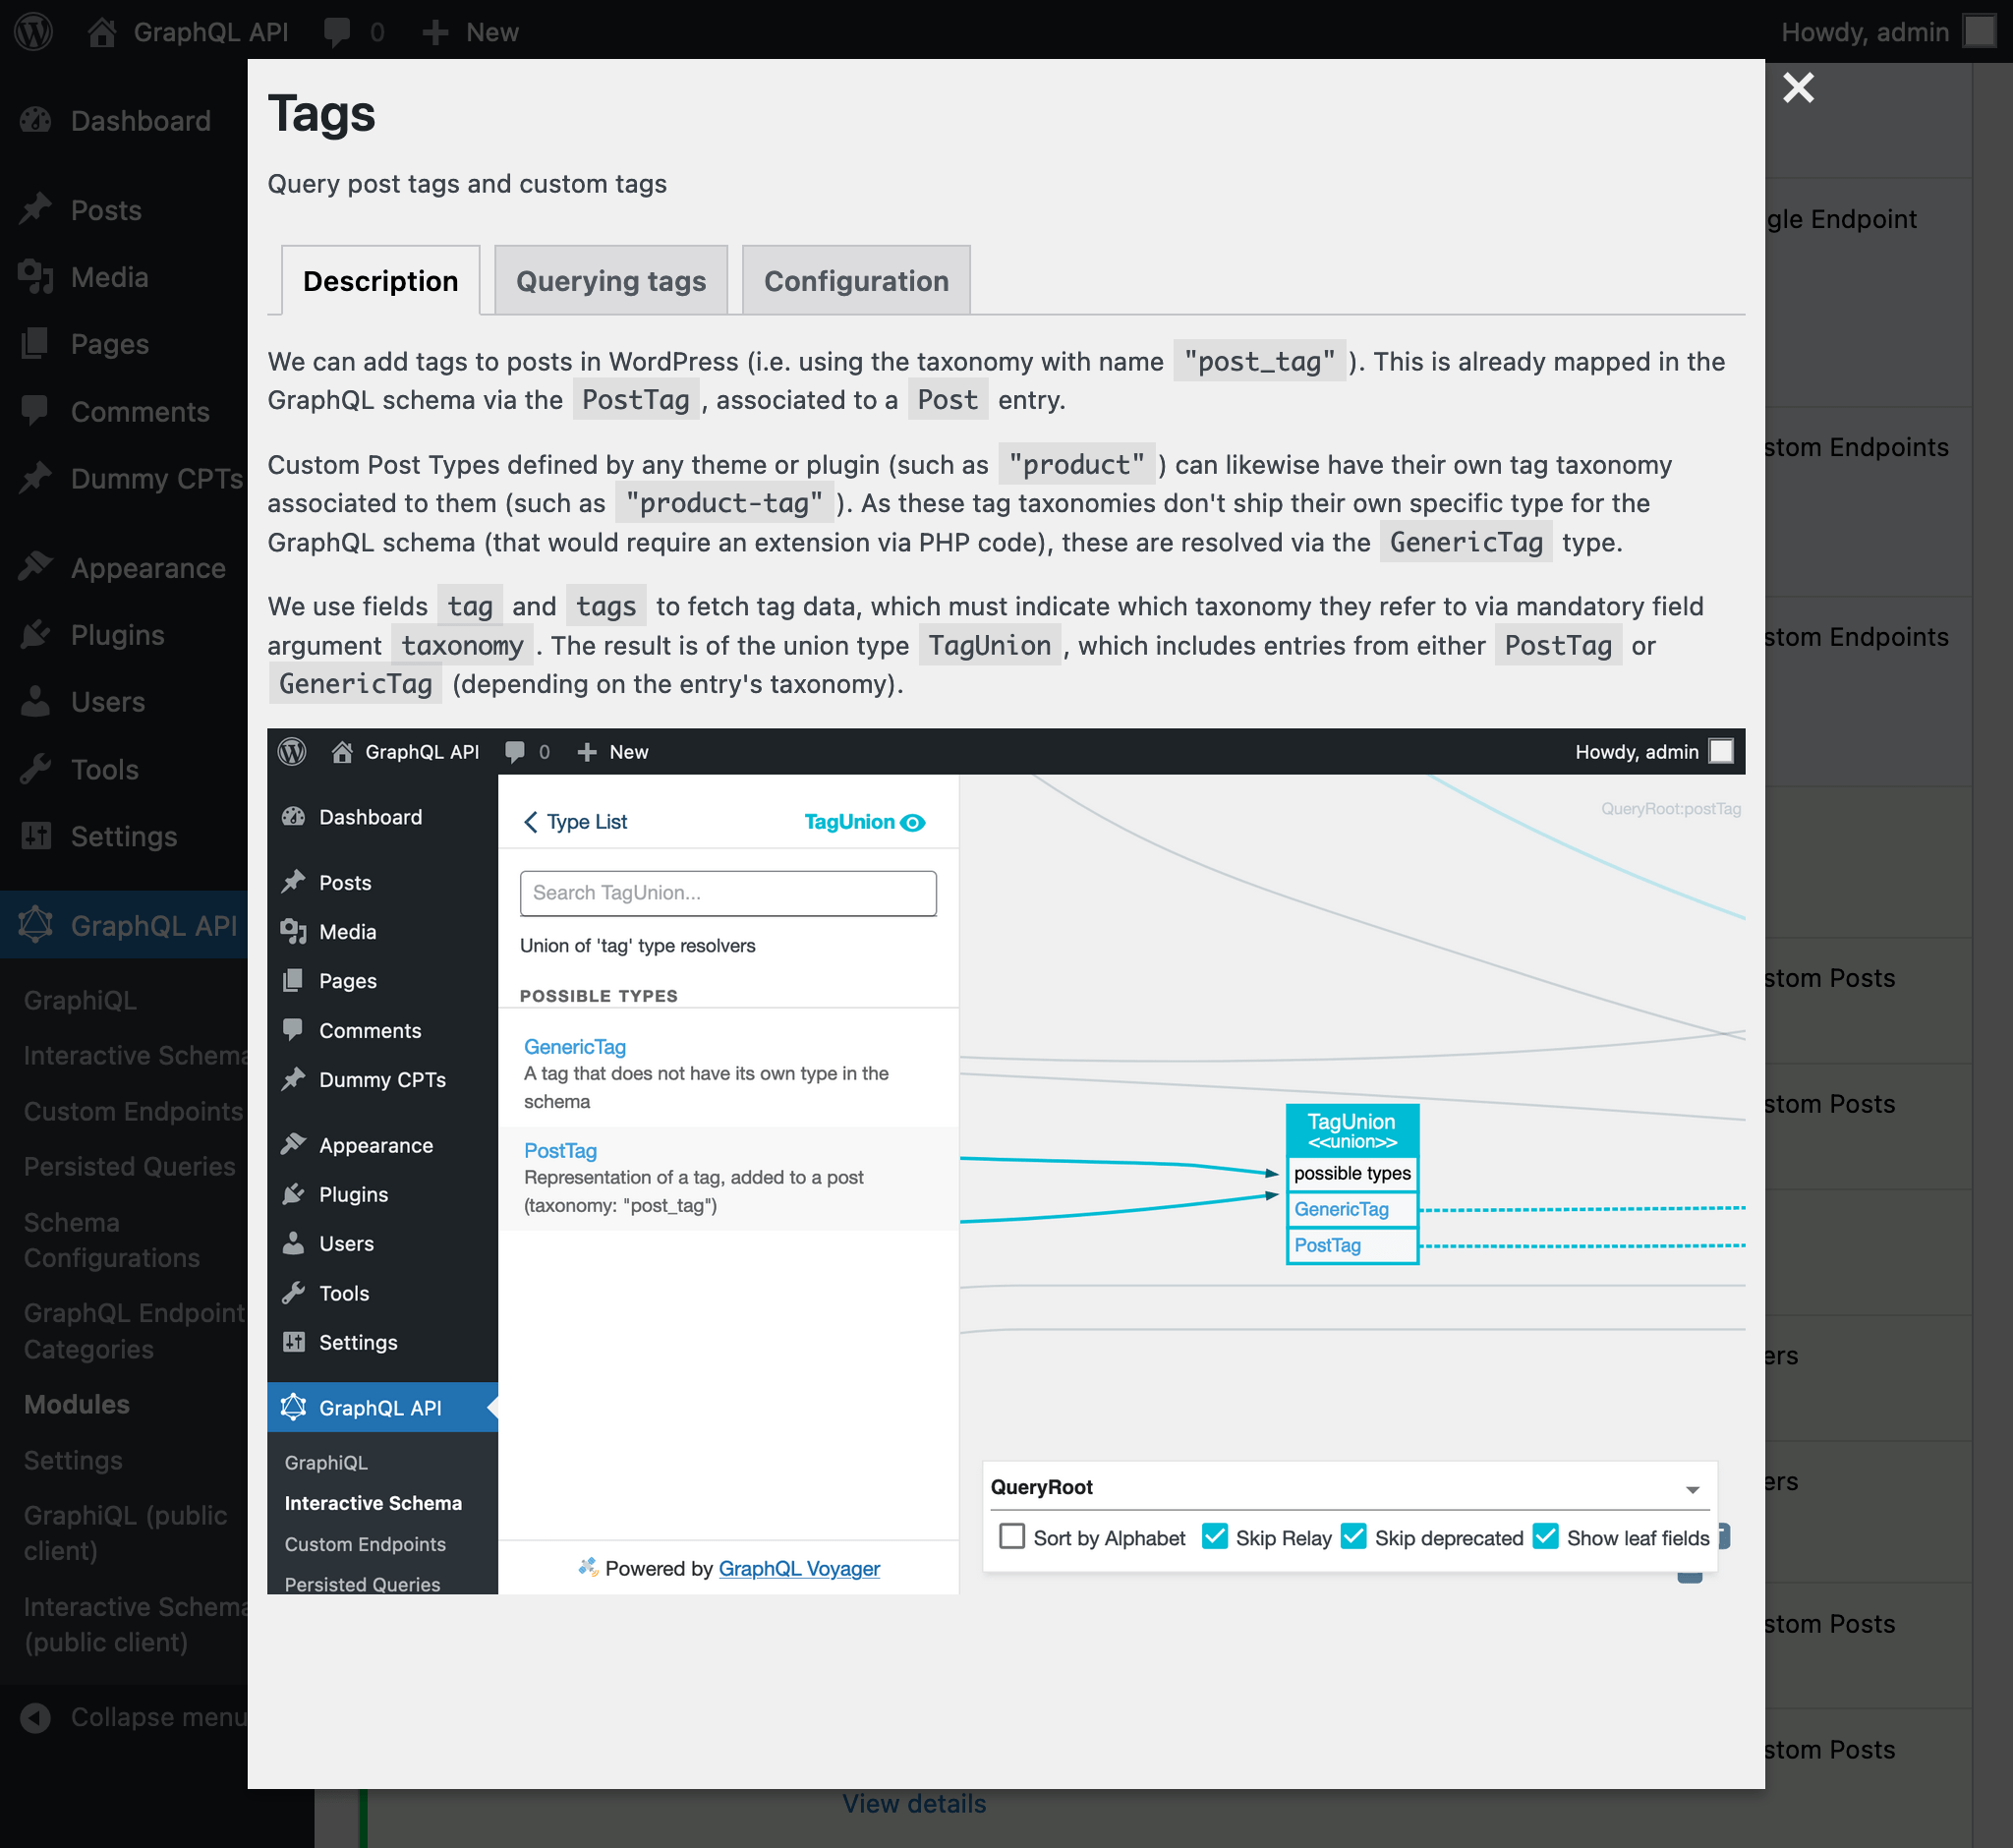 GraphQL API
0
New
Howdy, admin
Dashboard
Posts
Media
Pages
Comments
Dummy CPTs
Appearance
Plugins
Users
Tools
Settings
GraphQL API
GraphiQL
Interactive Schema
Custom Endpoints
Persisted Queries
Schema
Configurations
GraphQL Endpoint
Categories
Modules
Settings
GraphiQL (public
client)
Interactive Schema
(public client)
Collapse menu
Tags
Query post tags and custom tags
Description
Querying tags
Configuration
We can add tags to posts in WordPress (i.e. using the taxonomy with name "post_tag" ). This is already mapped in the
GraphQL schema via the PostTag , associated to a Post entry.
Custom Post Types defined by any theme or plugin (such as "product" ) can likewise have their own tag taxonomy
associated to them (such as "product-tag" ). As these tag taxonomies don't ship their own specific type for the
GraphQL schema (that would require an extension via PHP code), these are resolved via the GenericTag type.
We use fields tag and tags to fetch tag data, which must indicate which taxonomy they refer to via mandatory field
argument taxonomy . The result is of the union type TagUnion , which includes entries from either PostTag or
GenericTag (depending on the entry's taxonomy).
GraphQL API
0
New
Howdy, admin
Dashboard
Posts
Media
Pages
Comments
Dummy CPTs
Appearance
Plugins
Users
Tools
Settings
GraphQL API
GraphiQL
Interactive Schema
Custom Endpoints
Persisted Queries
Type List
TagUnion
Search TagUnion...
Union of 'tag' type resolvers
POSSIBLE TYPES
GenericTag
A tag that does not have its own type in the
schema
PostTag
Representation of a tag, added to a post
(taxonomy: "post_tag")
Powered by GraphQL Voyager
QueryRoot:postTag
TagUnion
<<union>>
possible types
GenericTag
PostTag
QueryRoot
Sort by Alphabet
Skip Relay
Skip deprecated
Show leaf fields
gle Endpoint
stom Endpoints
stom Endpoints
stom Posts
stom Posts
ers
ers
stom Posts
stom Posts
View details